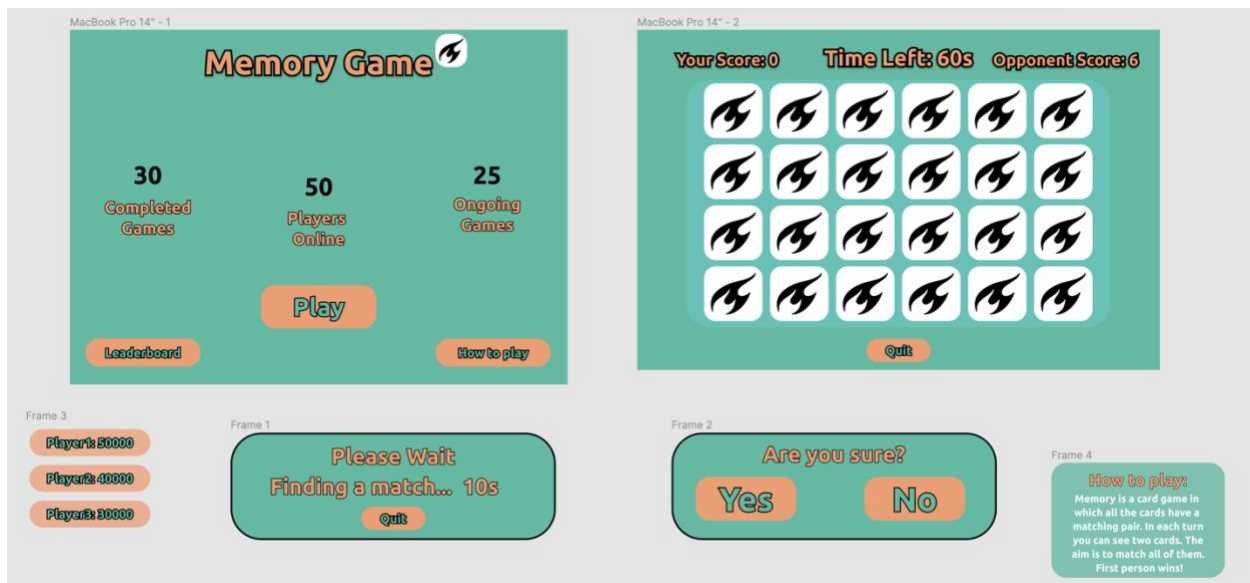 MacBook Pro 14" - 1
Memory Game
30
Completed
Games
50
Players
Online
25
Ongoing
Games
Play
Leaderboard
How to play
MacBook Pro 14" - 2
Your Score: 0
Time Left: 60s
Opponent Score: 6
Quit
Frame 3
Player1: 50000
Player2: 40000
Player3: 30000
Frame 1
Please Wait
Finding a match... 10s
Quit
Frame 2
Are you sure?
Yes
No
Frame 4
How to play:
Memory is a card game in
which all the cards have a
matching pair. In each turn
you can see two cards. The
aim is to match all of them.
First person wins!